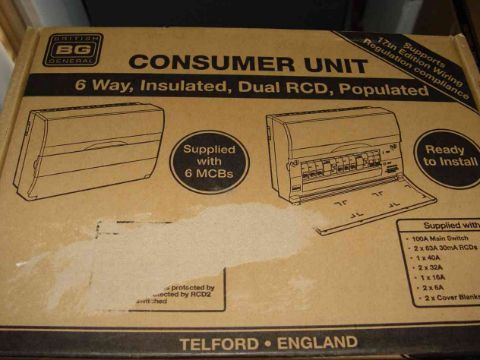 BRITISH
BG
GENERAL
CONSUMER UNIT
Supports
17th Edition Wiring
Regulation compliance
6 Way, Insulated, Dual RCD, Populated
Supplied
with
6 MCBs
Ready
to Install
Supplied with
• 100A Main Switch
• 2 x 63A 30mA RCDs
• 1 x 40A
• 2 x 32A
• 1 x 16A
• 2 x 6A
• 2 x Cover Blanks
protected by
by RCD2
TELFORD • ENGLAND